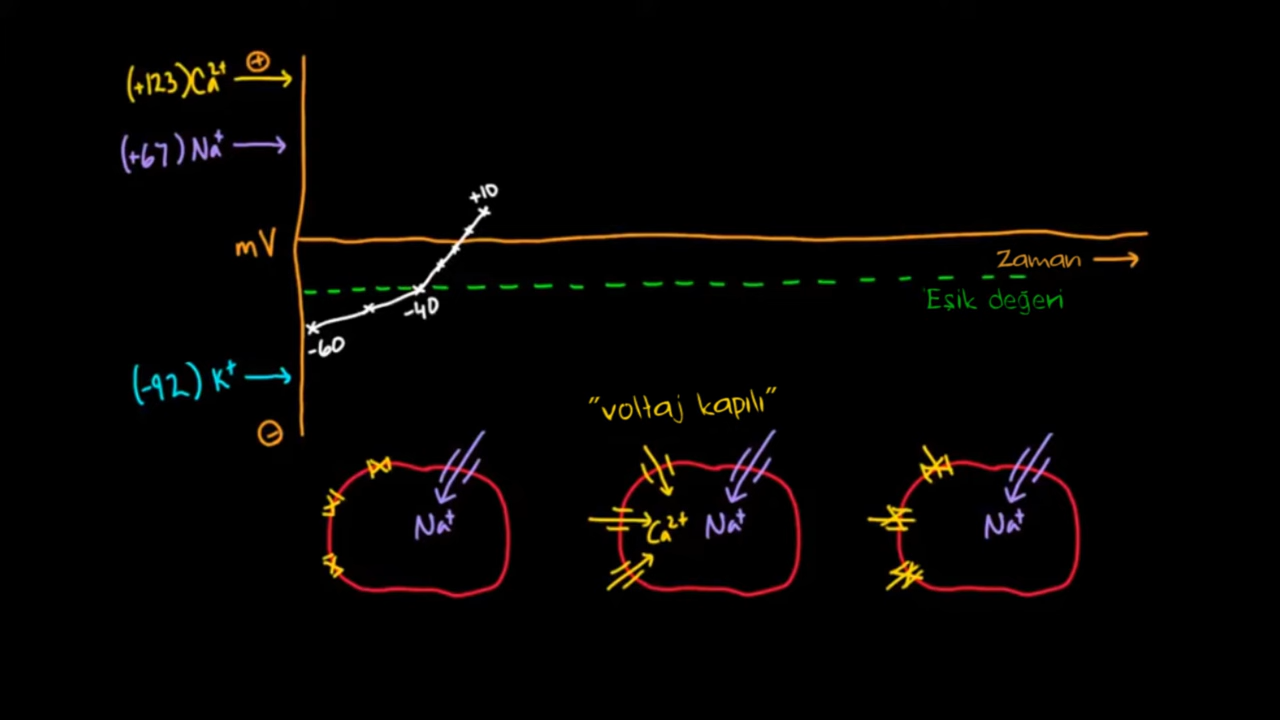 (+123)Ca²⁺
+
(+67) Na⁺
+10
mV
Zaman
-40
Eşik değeri
-60
(-92) K⁺
-
"voltaj kapılı"
Na⁺
Ca²⁺ Na⁺
Na⁺